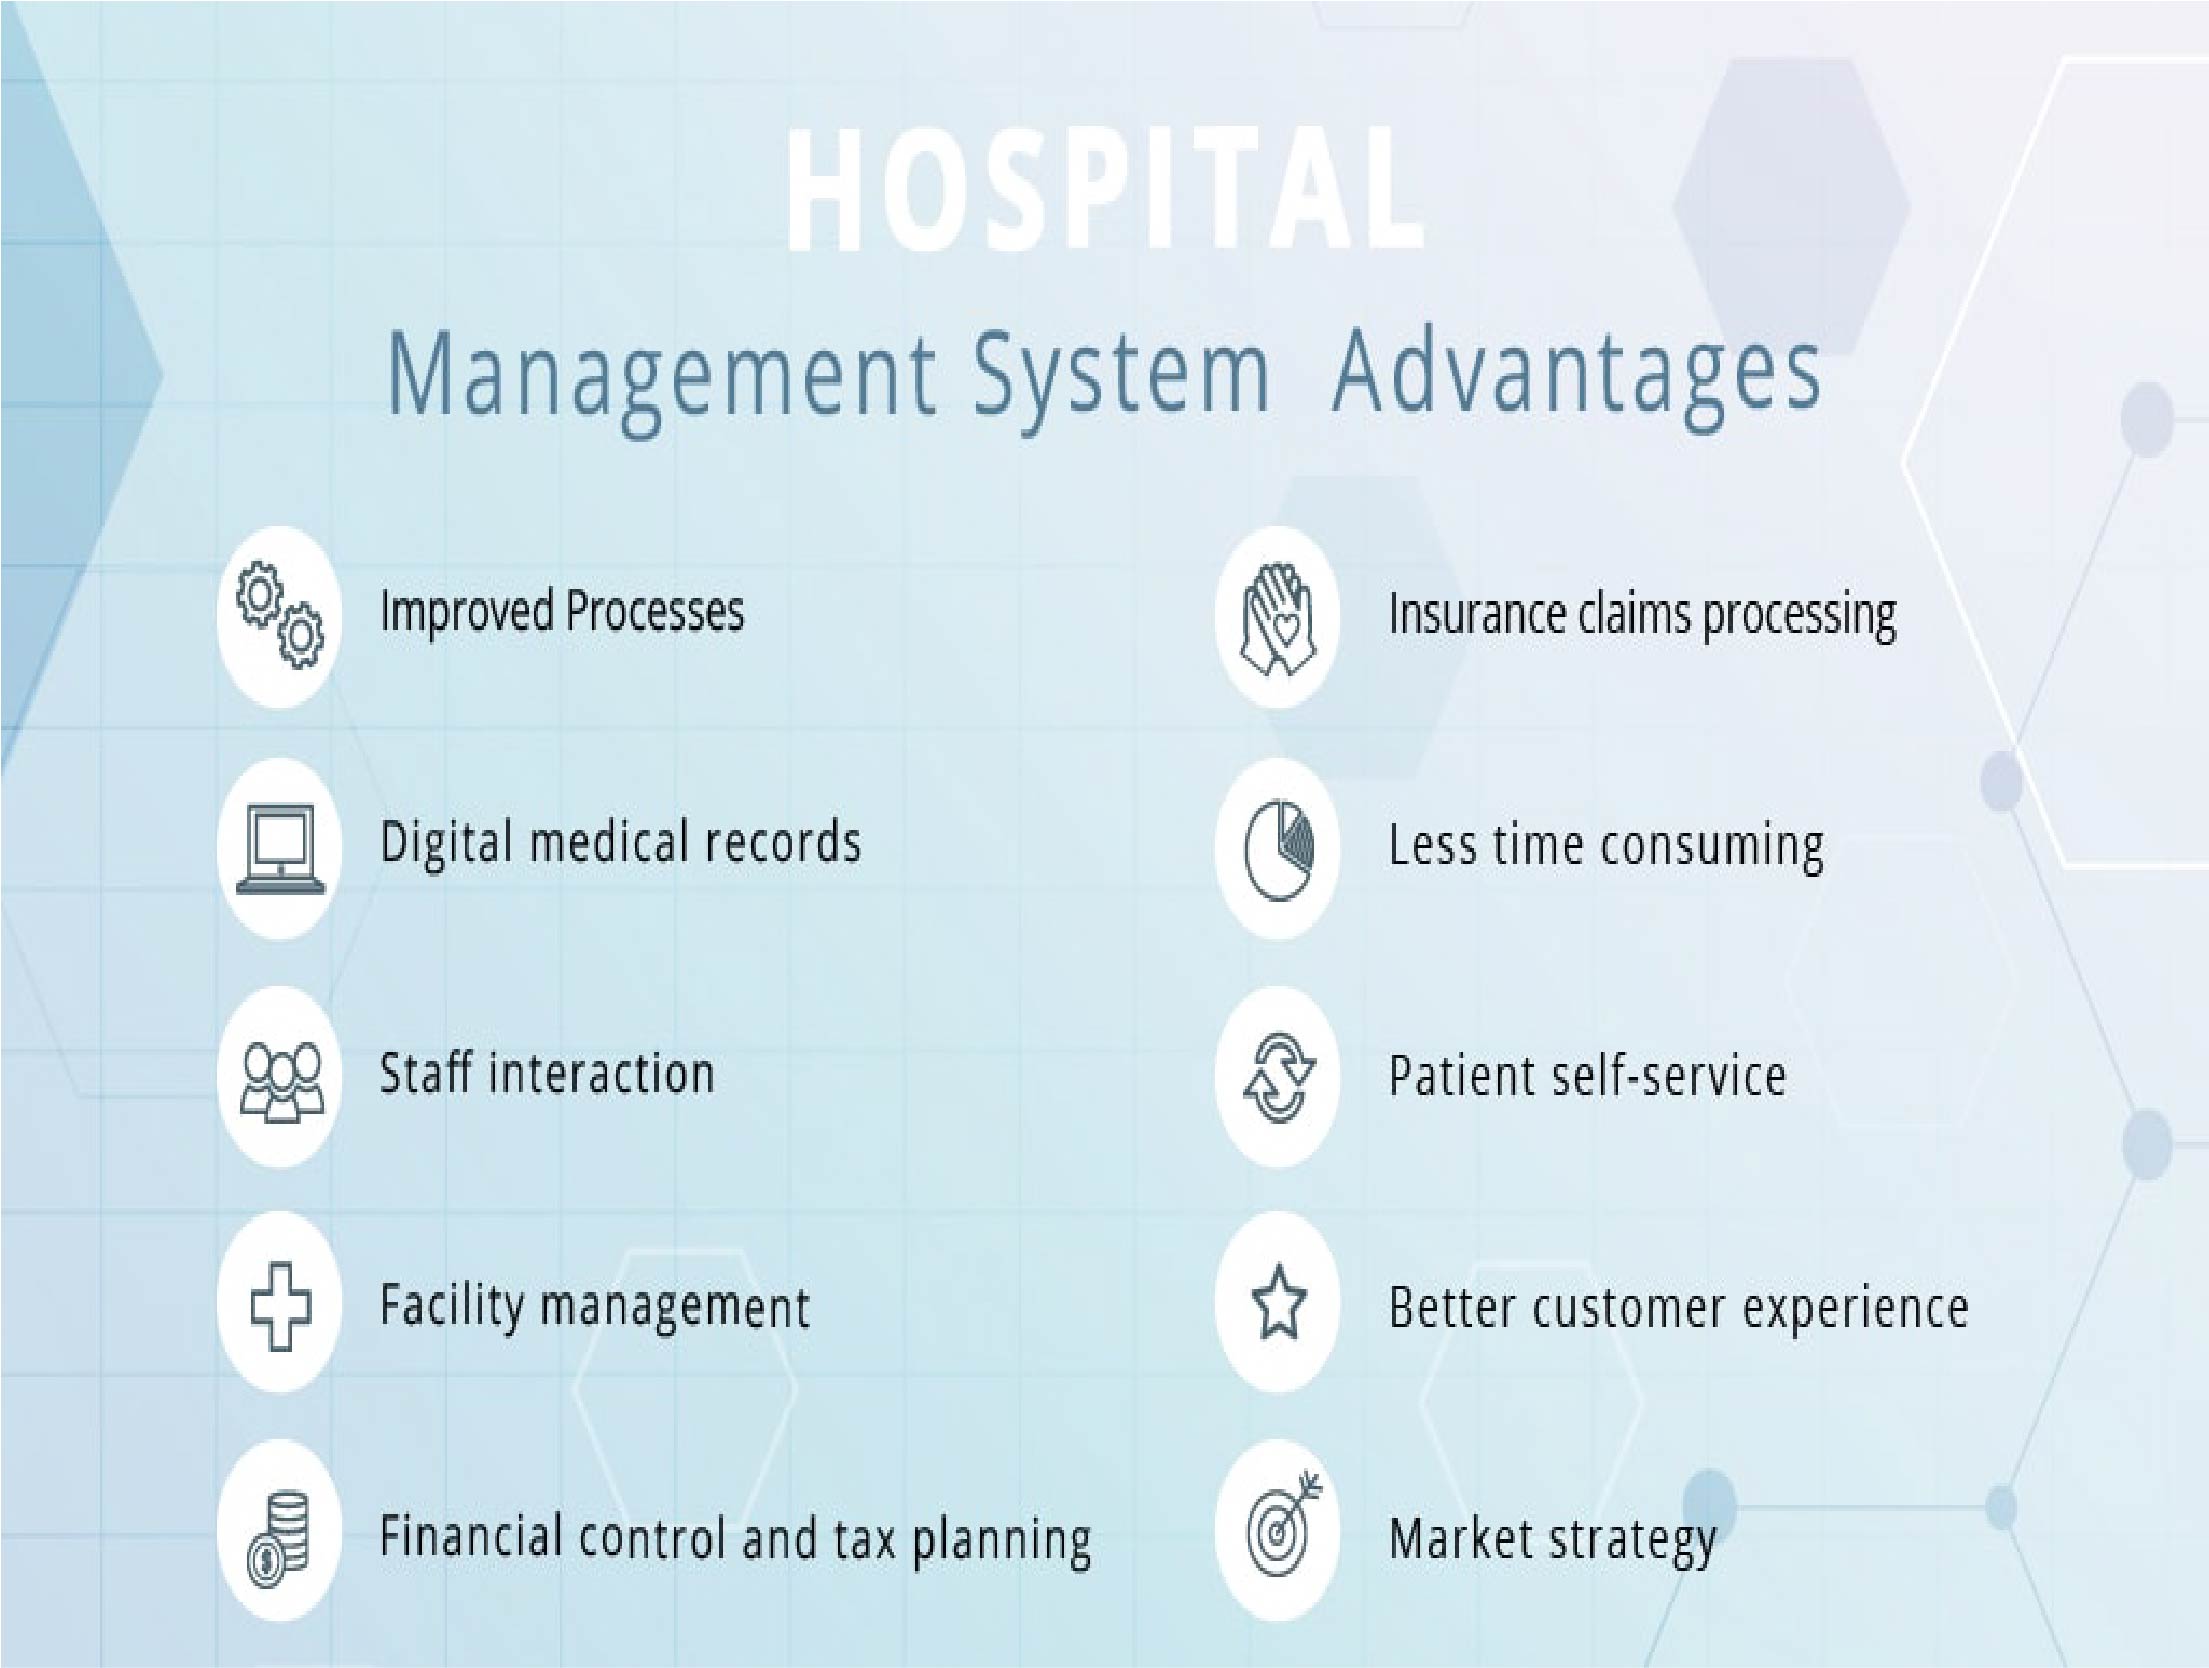 HOSPITAL
Management System Advantages
Improved Processes
Digital medical records
Staff interaction
Facility management
Financial control and tax planning
Insurance claims processing
Less time consuming
Patient self-service
Better customer experience
Market strategy